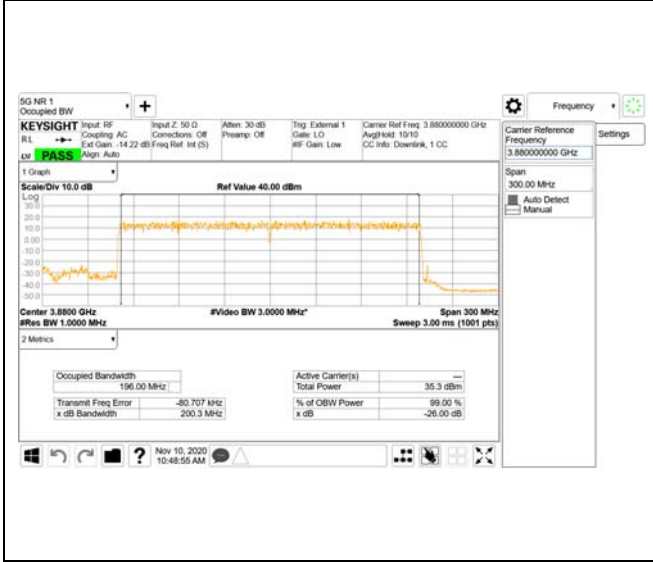 5G NR 1
Occupied BW
+
Frequency
KEYSIGHT
R L
LW PASS
Input: RF
Coupling: AC
Ext Gain: -14.22 dB
Align: Auto
Input Z: 50 Ω
Corrections: Off
Freq Ref: Int (S)
Atten: 30 dB
Preamp: Off
Trig: External 1
Gate: LO
#IF Gain: Low
Carrier Ref Freq: 3.880000000 GHz
Avg|Hold: 10/10
CC Info: Downlink, 1 CC
Carrier Reference
Frequency
3.880000000 GHz
Settings
Span
300.00 MHz
Auto Detect
Manual
1 Graph
Scale/Div 10.0 dB
Ref Value 40.00 dBm
Log
30.0
20.0
10.0
0.00
-10.0
-20.0
-30.0
-40.0
-50.0
Center 3.8800 GHz
#Video BW 3.0000 MHz*
Span 300 MHz
#Res BW 1.0000 MHz
Sweep 3.00 ms (1001 pts)
2 Metrics
Occupied Bandwidth
196.00 MHz
Transmit Freq Error -80.707 kHz
x dB Bandwidth 200.3 MHz
Active Carrier(s) ---
Total Power 35.3 dBm
% of OBW Power 99.00 %
x dB -26.00 dB
?
Nov 10, 2020
10:48:55 AM